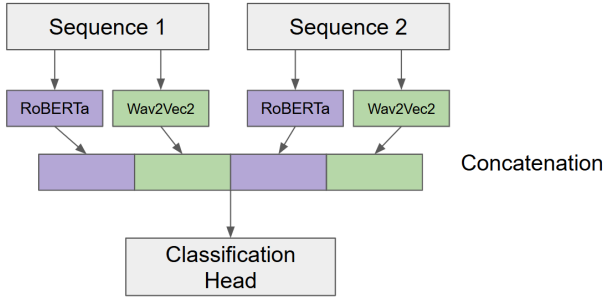 Sequence 1
Sequence 2
RoBERTa
Wav2Vec2
RoBERTa
Wav2Vec2
Concatenation
Classification
Head